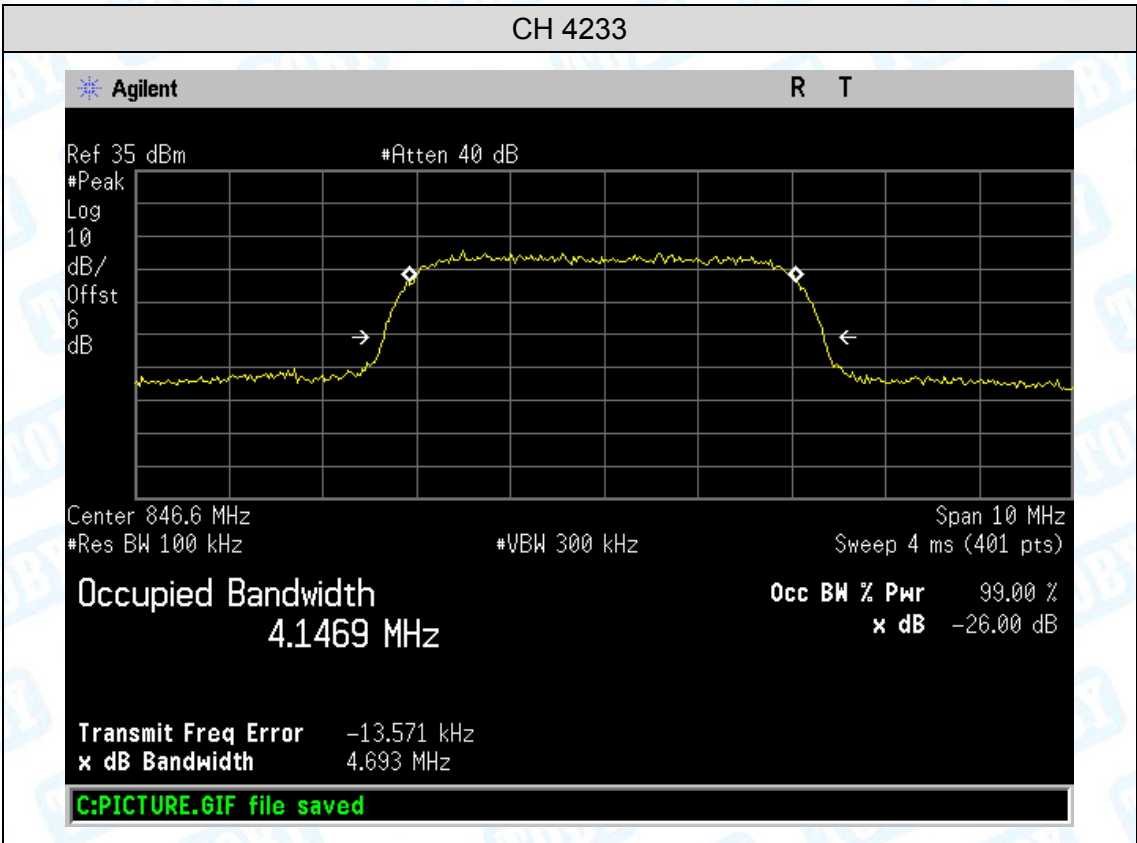 CH 4233
Agilent R T
Ref 35 dBm #Atten 40 dB
#Peak
Log
10
dB/
Offst
6
dB
Center 846.6 MHz Span 10 MHz
#Res BW 100 kHz #VBW 300 kHz Sweep 4 ms (401 pts)
Occupied Bandwidth Occ BW % Pwr 99.00 %
4.1469 MHz x dB -26.00 dB
Transmit Freq Error -13.571 kHz
x dB Bandwidth 4.693 MHz
C:PICTURE.GIF file saved